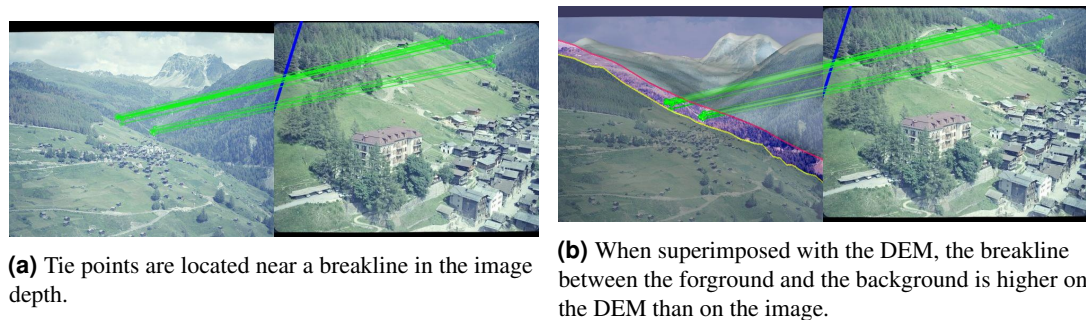 (a) Tie points are located near a breakline in the image
depth.
(b) When superimposed with the DEM, the breakline
between the forground and the background is higher on
the DEM than on the image.